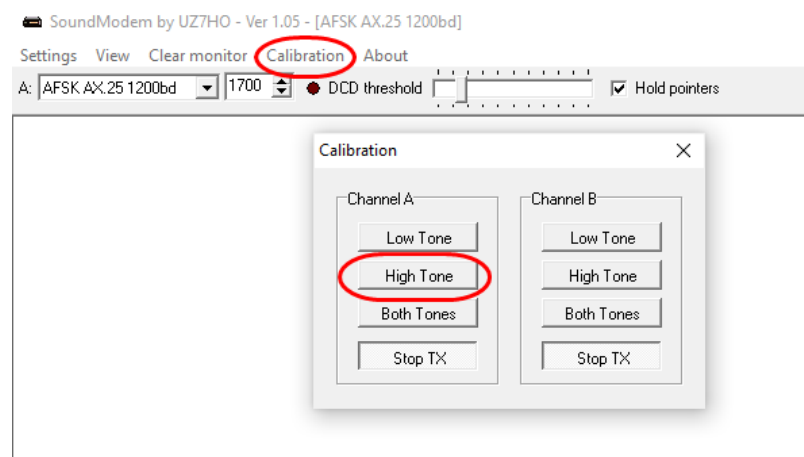 SoundModem by UZ7HO - Ver 1.05 - [AFSK AX.25 1200bd]
Settings View Clear monitor Calibration About
A: AFSK AX.25 1200bd 1700 DCD threshold Hold pointers
Calibration
Channel A Channel B
Low Tone Low Tone
High Tone High Tone
Both Tones Both Tones
Stop TX Stop TX